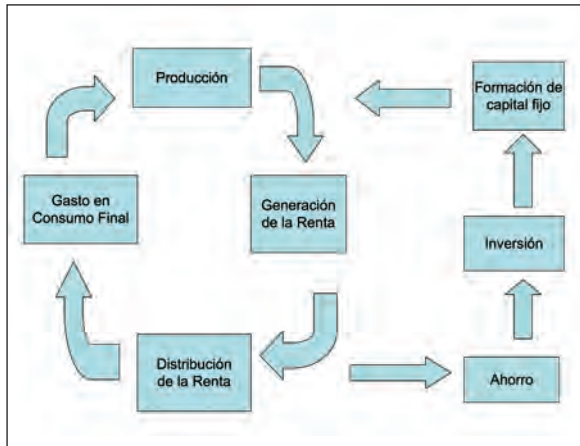 Producción
Formación de
capital fijo
Gasto en
Consumo Final
Generación
de la Renta
Inversión
Distribución
de la Renta
Ahorro